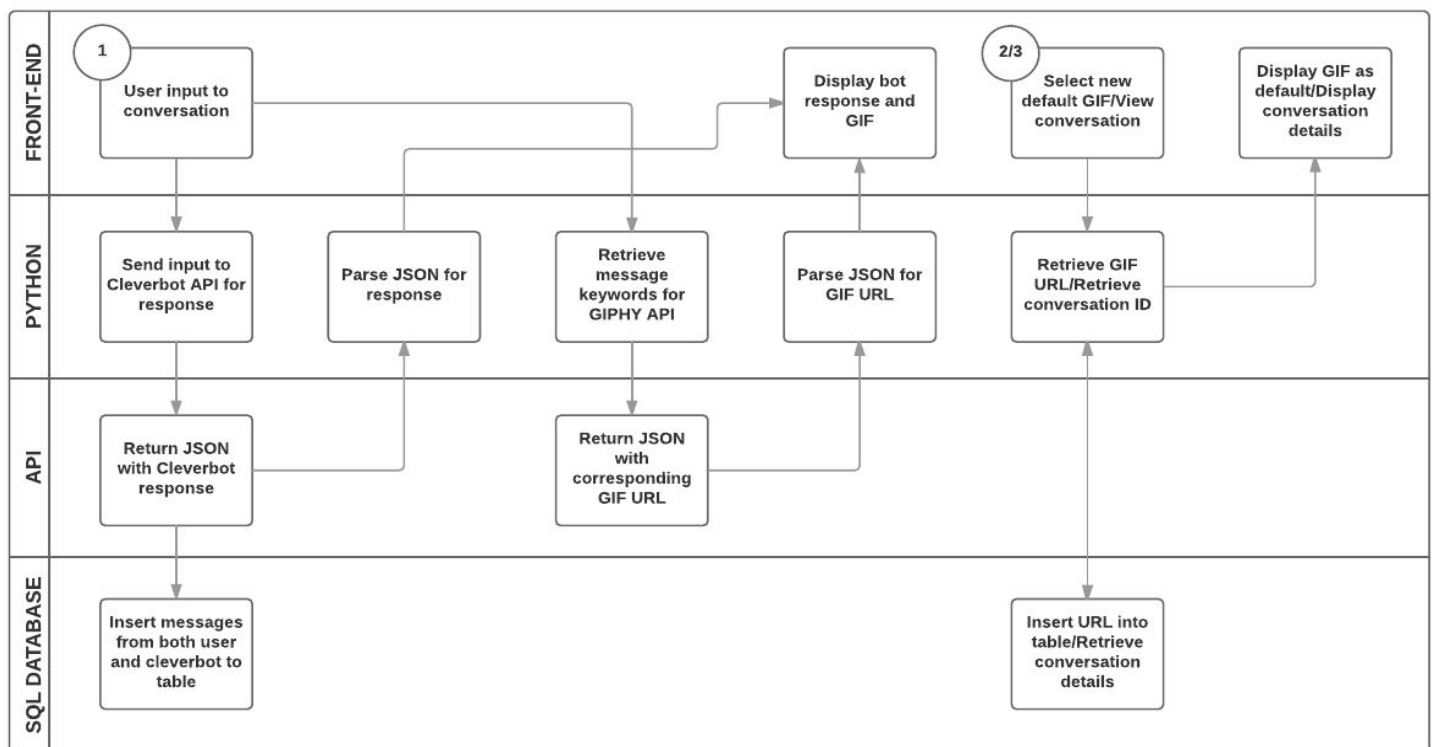 FRONT-END
1
User input to
conversation
Display bot
response and
GIF
2/3
Select new
default GIF/View
conversation
Display GIF as
default/Display
conversation
details
PYTHON
Send input to
Cleverbot API for
response
Parse JSON for
response
Retrieve
message
keywords for
GIPHY API
Parse JSON for
GIF URL
Retrieve GIF
URL/Retrieve
conversation ID
API
Return JSON
with Cleverbot
response
Return JSON
with
corresponding
GIF URL
SQL DATABASE
Insert messages
from both user
and cleverbot to
table
Insert URL into
table/Retrieve
conversation
details